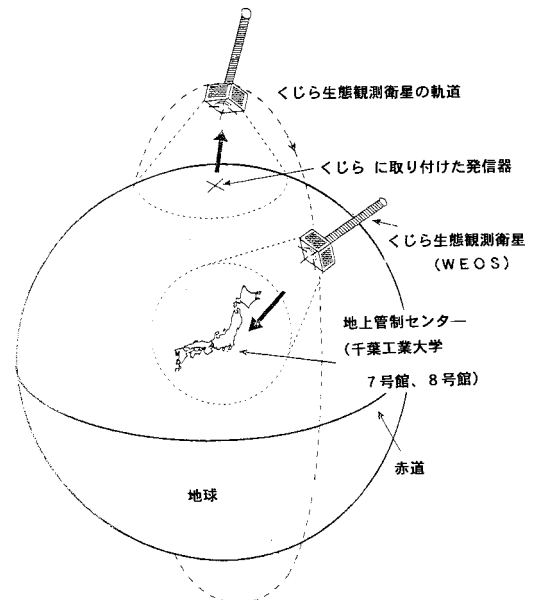 くじら生態観測衛星の軌道
くじら に取り付けた発信器
くじら生態観測衛星
(WEOS)
地上管制センター
(千葉工業大学
7号館、8号館)
赤道
地球